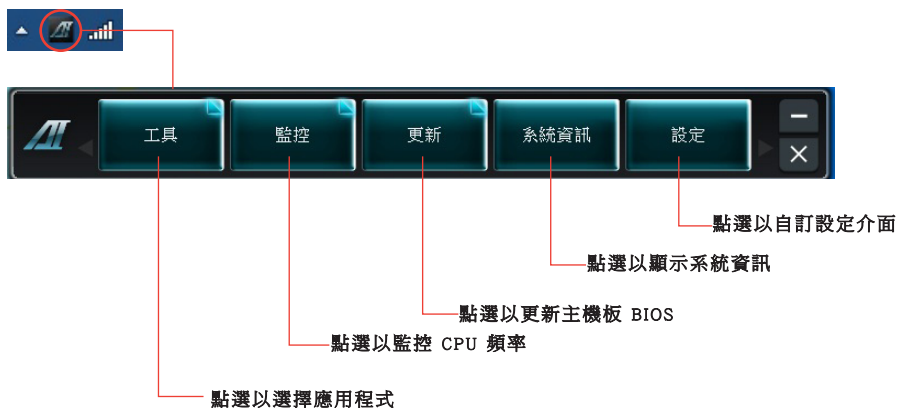 工具
監控
更新
系統資訊
設定
點選以自訂設定介面
點選以顯示系統資訊
點選以更新主機板 BIOS
點選以監控 CPU 頻率
點選以選擇應用程式